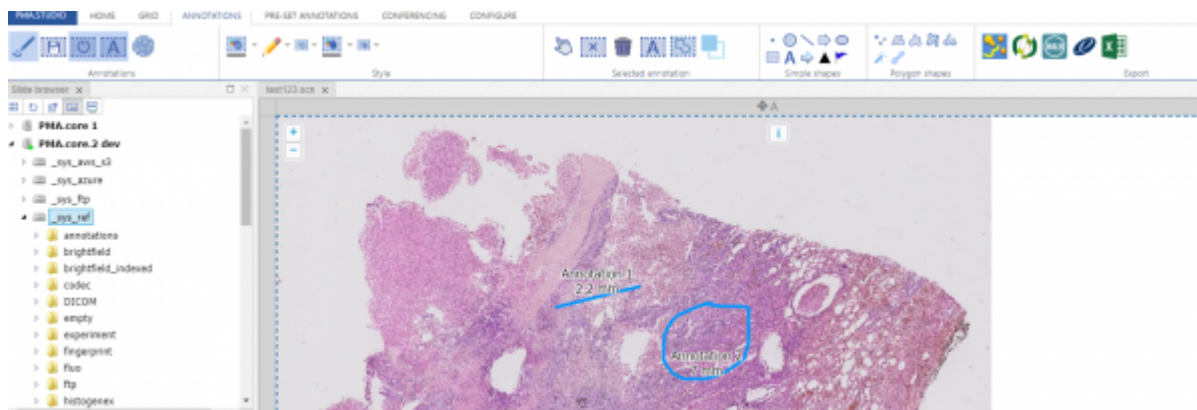 PMA.STUDIO HOME GRID ANNOTATIONS PRE-SET ANNOTATIONS CONFERENCING CONFIGURE
Annotations Style Selected annotation Simple shapes Polygon shapes Export
Slide browser x
test123.scn x
A
PMA.core 1
PMA.core.2 dev
_sys_aws_s3
_sys_azure
_sys_ftp
_sys_ref
annotations
brightfield
brightfield_indexed
codec
DICOM
empty
experiment
fingerprint
fluo
ftp
histogenex
Annotation 1
2.2 mm
Annotation 2
7 mm